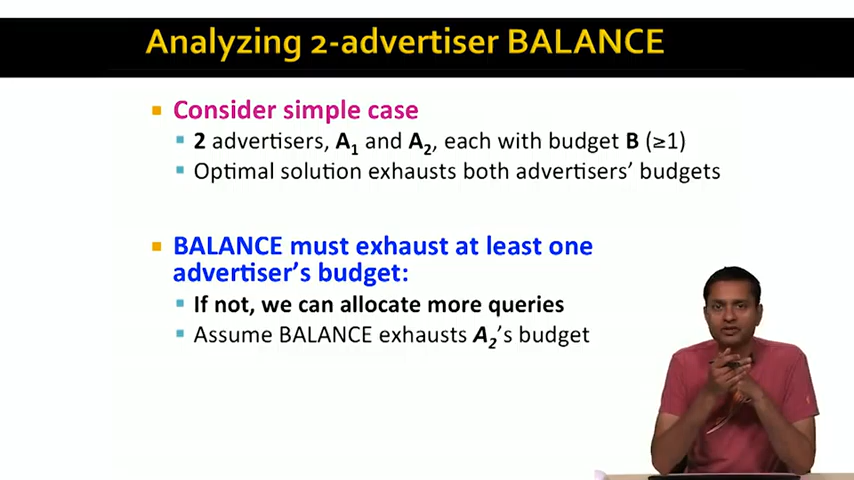 Analyzing 2-advertiser BALANCE
Consider simple case
2 advertisers, A1 and A2, each with budget B (≥1)
Optimal solution exhausts both advertisers' budgets
BALANCE must exhaust at least one
advertiser's budget:
If not, we can allocate more queries
Assume BALANCE exhausts A2's budget